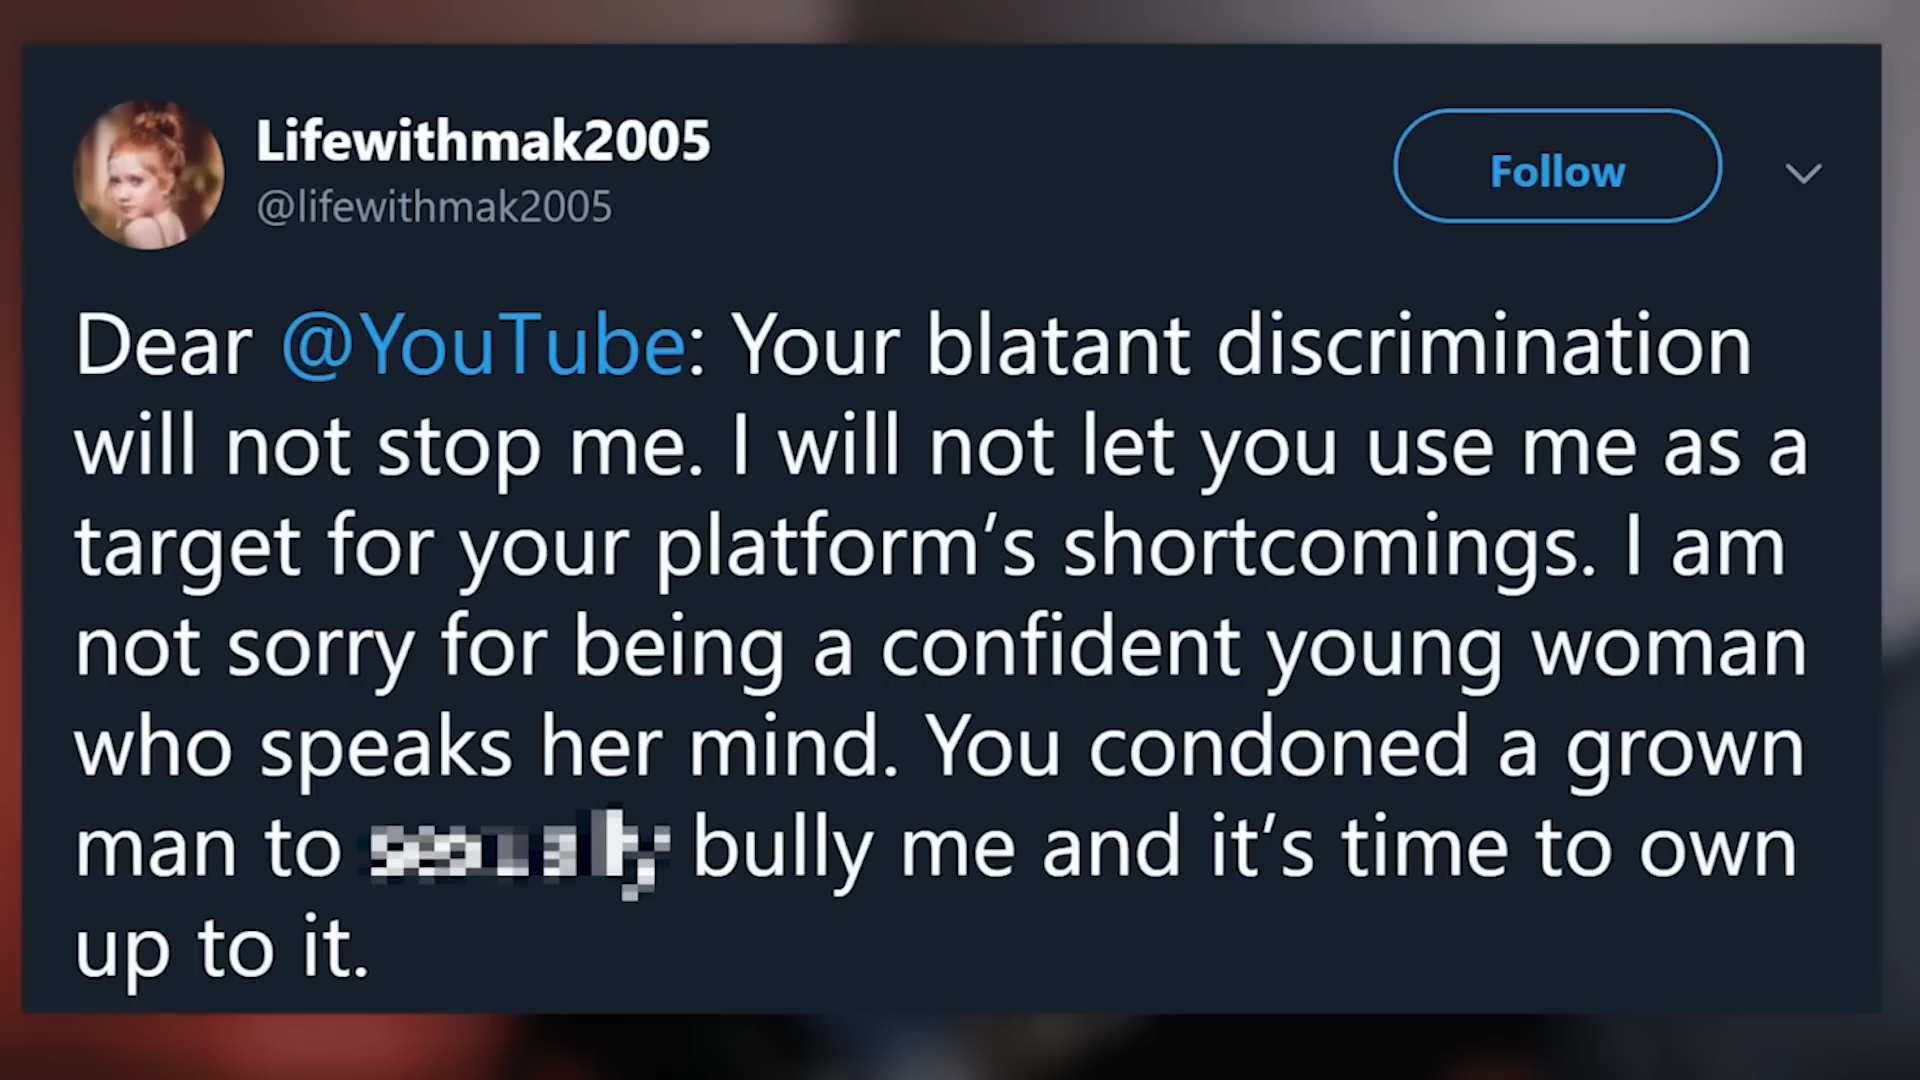 Lifewithmak2005
@lifewithmak2005
Follow
Dear @YouTube: Your blatant discrimination
will not stop me. I will not let you use me as a
target for your platform's shortcomings. I am
not sorry for being a confident young woman
who speaks her mind. You condoned a grown
man to bully me and it's time to own
up to it.